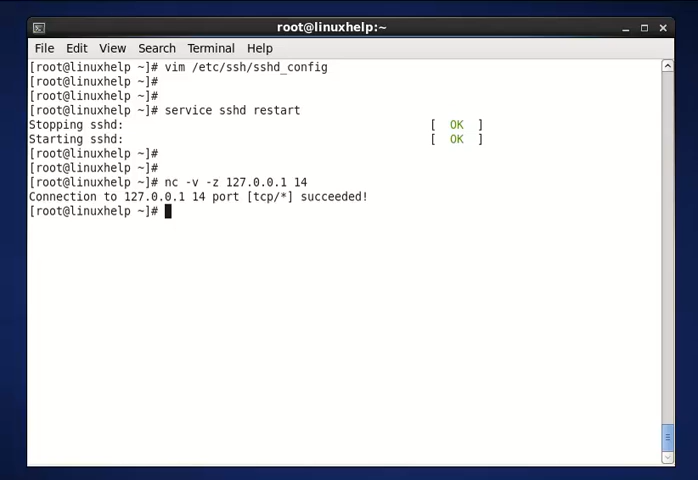 root@linuxhelp:~
File Edit View Search Terminal Help
[root@linuxhelp ~]# vim /etc/ssh/sshd_config
[root@linuxhelp ~]#
[root@linuxhelp ~]#
[root@linuxhelp ~]# service sshd restart
Stopping sshd: [ OK ]
Starting sshd: [ OK ]
[root@linuxhelp ~]#
[root@linuxhelp ~]#
[root@linuxhelp ~]# nc -v -z 127.0.0.1 14
Connection to 127.0.0.1 14 port [tcp/*] succeeded!
[root@linuxhelp ~]#